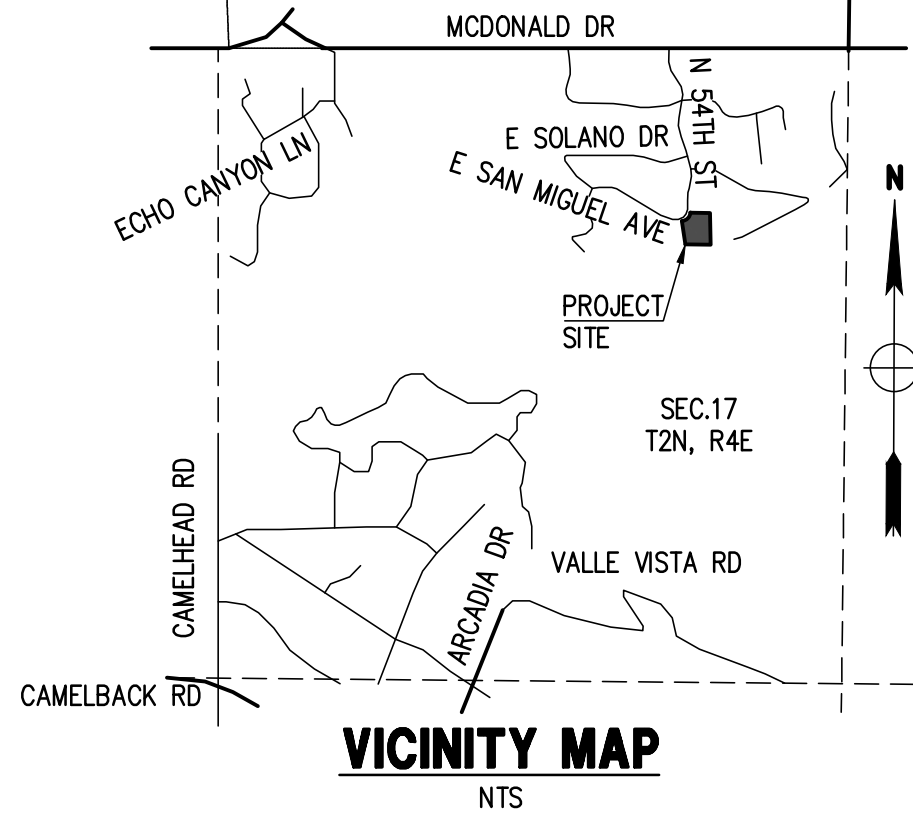 MCDONALD DR
N 54TH ST
E SOLANO DR
E SAN MIGUEL AVE
ECHO CANYON LN
N
PROJECT
SITE
SEC.17
T2N, R4E
CAMELHEAD RD
ARCADIA DR
VALLE VISTA RD
CAMELBACK RD
VICINITY MAP
NTS